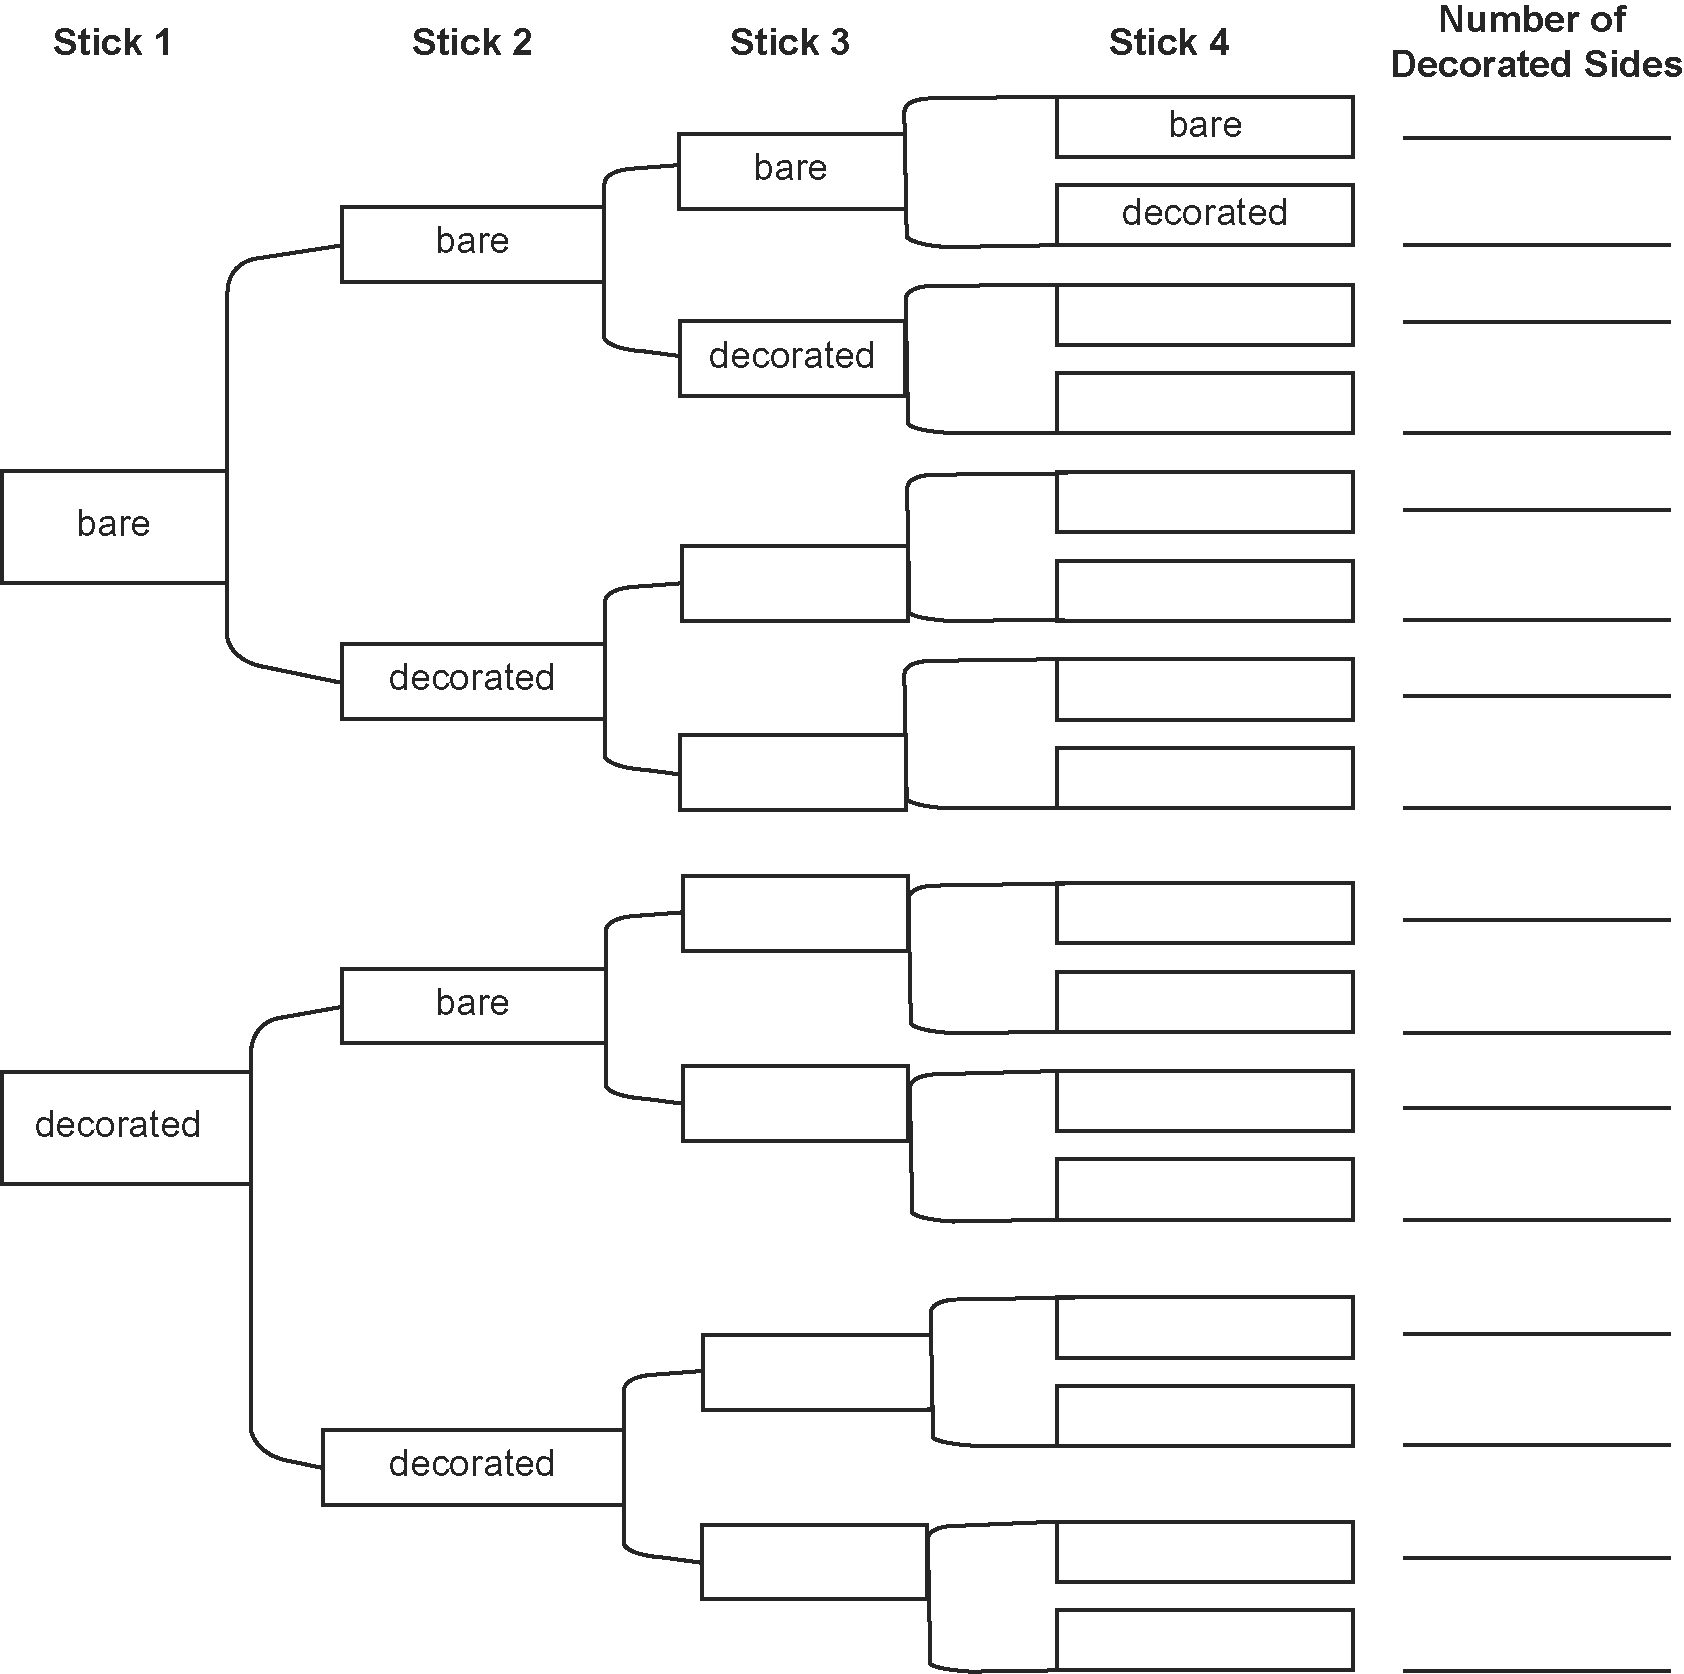 Stick 1
Stick 2
Stick 3
Stick 4
Number of
Decorated Sides
bare
bare
decorated
bare
decorated
bare
decorated
decorated
bare
decorated